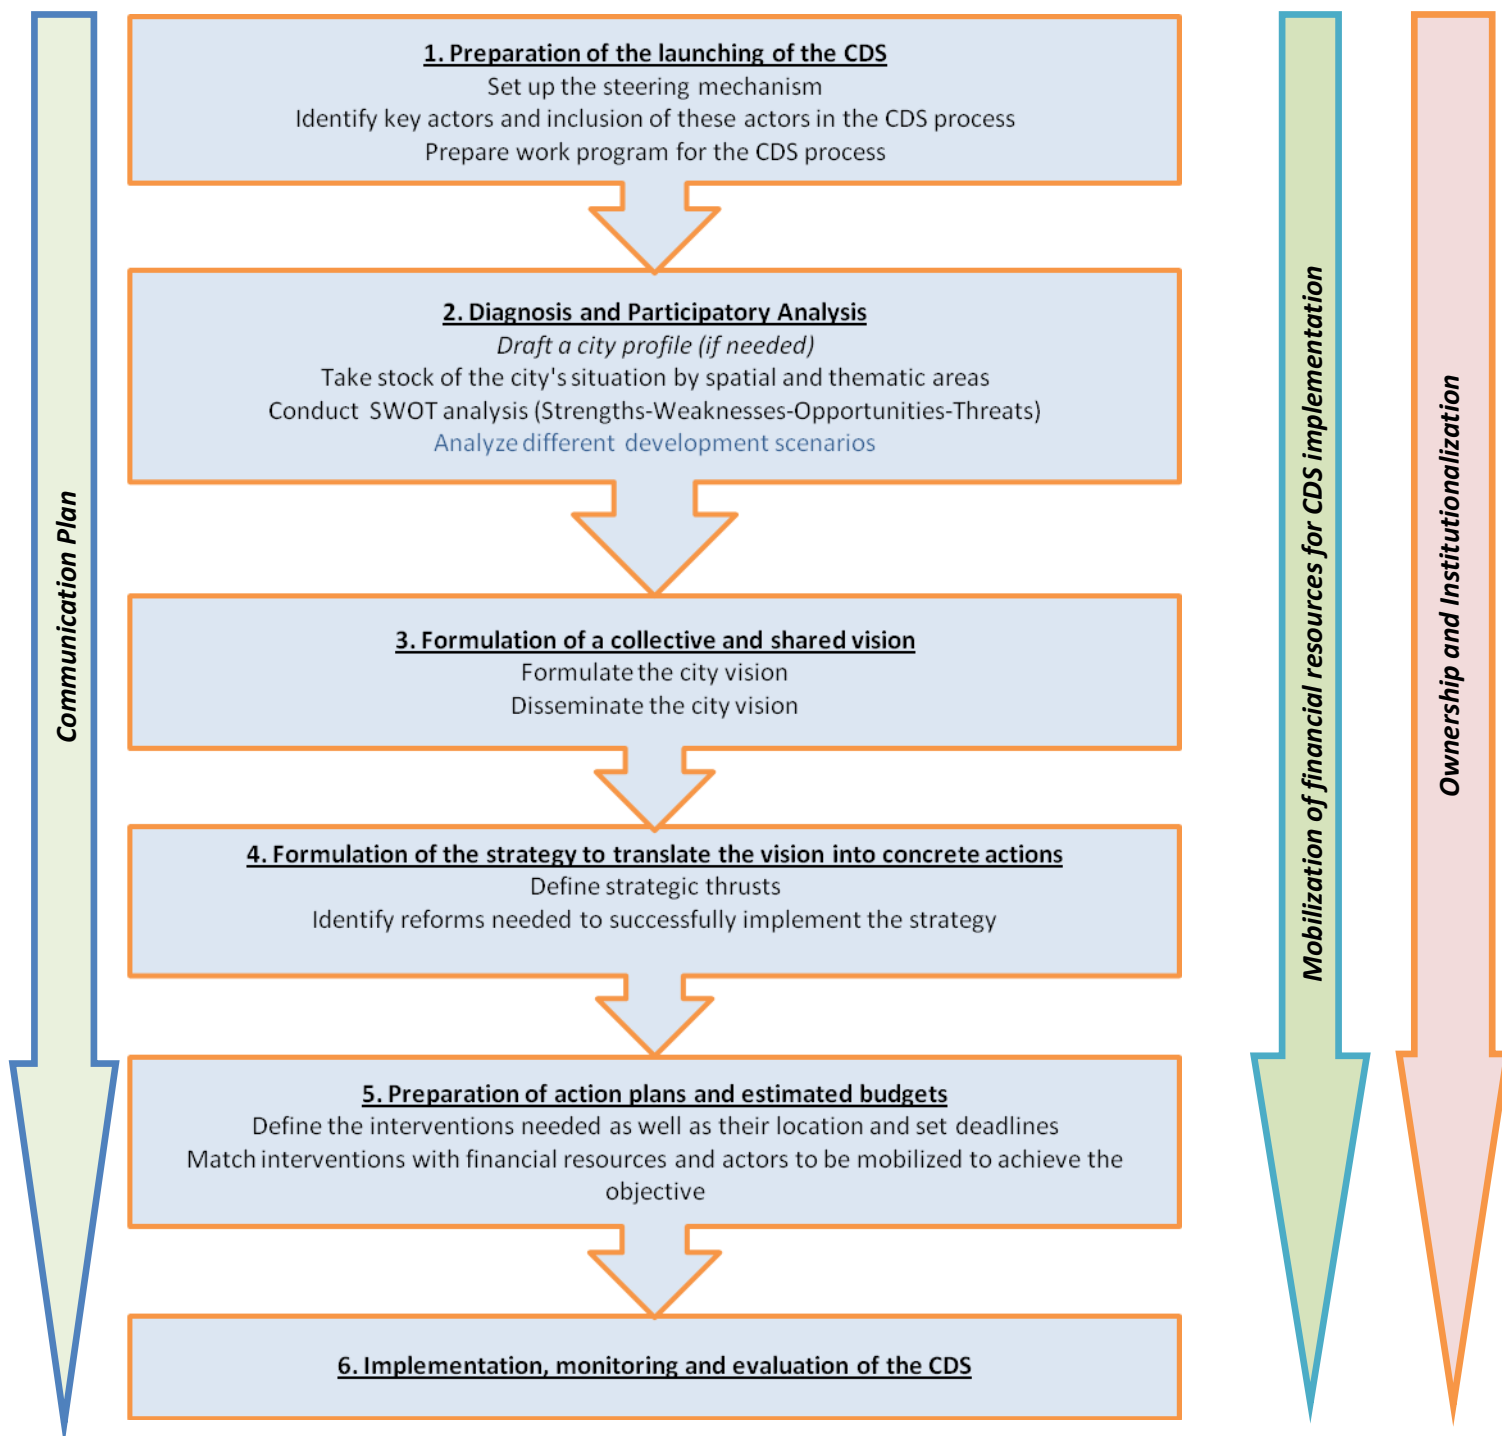 1. Preparation of the launching of the CDS
Set up the steering mechanism
Identify key actors and inclusion of these actors in the CDS process
Prepare work program for the CDS process
2. Diagnosis and Participatory Analysis
Draft a city profile (if needed)
Take stock of the city's situation by spatial and thematic areas
Conduct SWOT analysis (Strengths-Weaknesses-Opportunities-Threats)
Analyze different development scenarios
3. Formulation of a collective and shared vision
Formulate the city vision
Disseminate the city vision
4. Formulation of the strategy to translate the vision into concrete actions
Define strategic thrusts
Identify reforms needed to successfully implement the strategy
5. Preparation of action plans and estimated budgets
Define the interventions needed as well as their location and set deadlines
Match interventions with financial resources and actors to be mobilized to achieve the
objective
6. Implementation, monitoring and evaluation of the CDS
Communication Plan
Mobilization of financial resources for CDS implementation
Ownership and Institutionalization